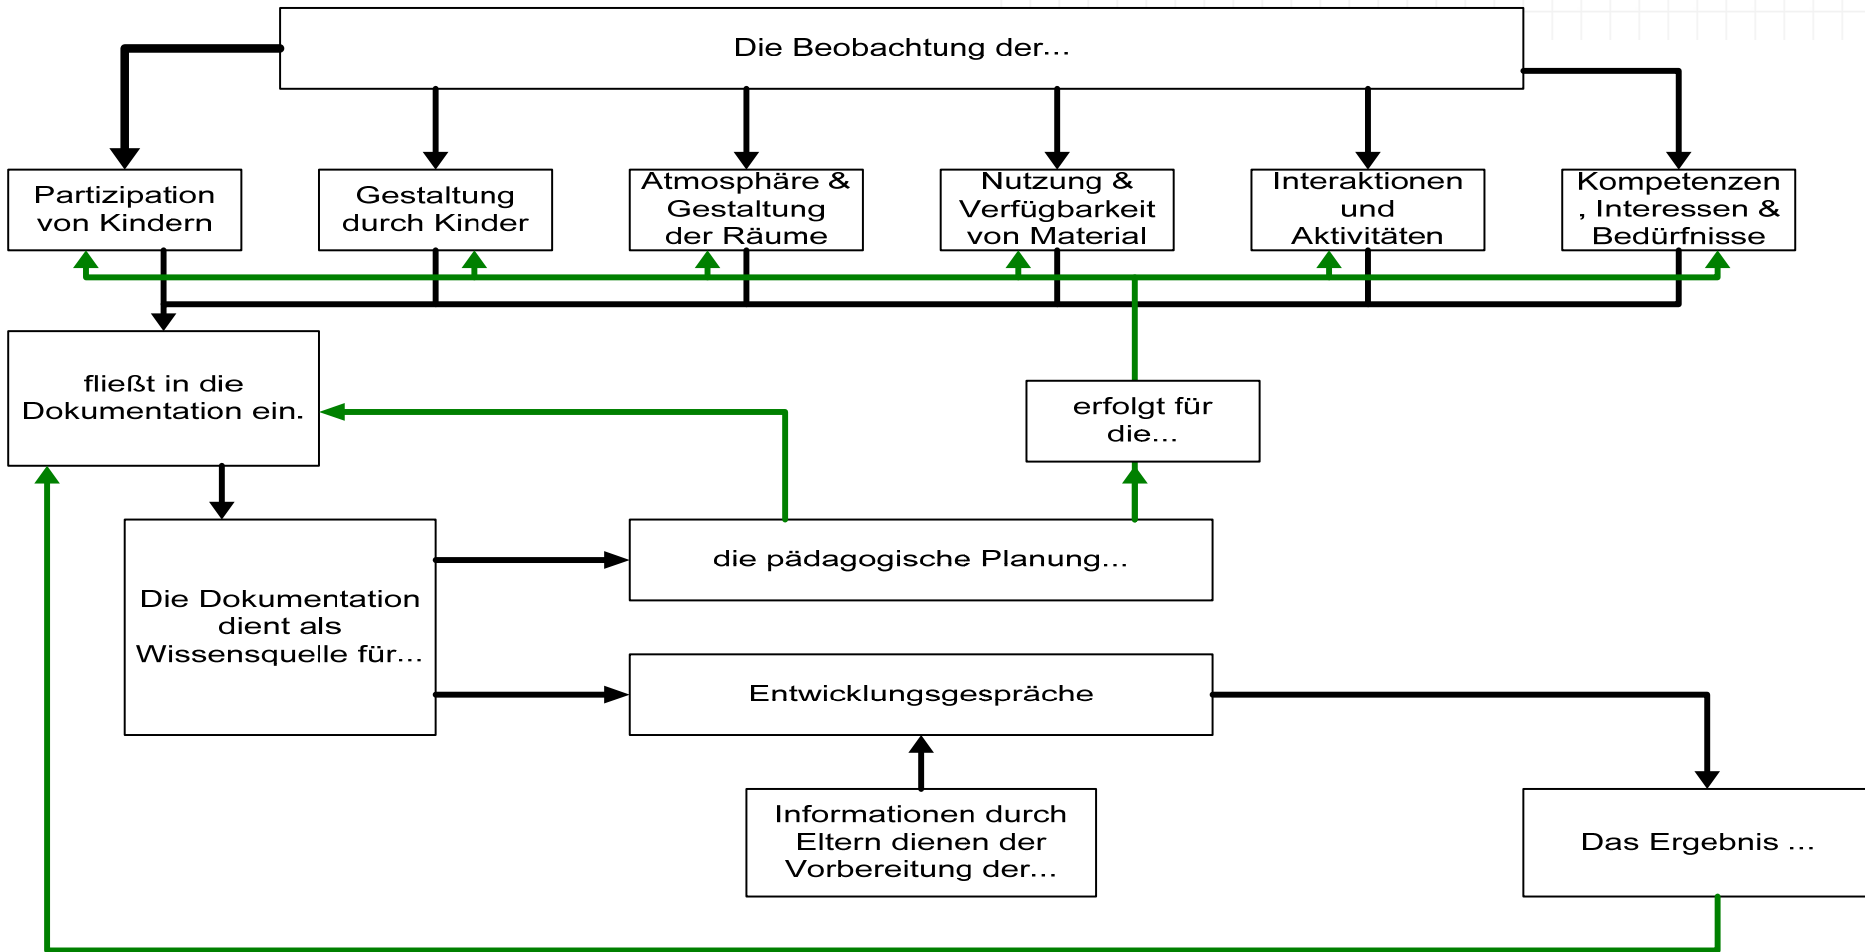 Die Beobachtung der...
Partizipation
von Kindern
Gestaltung
durch Kinder
Atmosphäre &
Gestaltung
der Räume
Nutzung &
Verfügbarkeit
von Material
Interaktionen
und
Aktivitäten
Kompetenzen
, Interessen &
Bedürfnisse
fließt in die
Dokumentation ein.
erfolgt für
die...
Die Dokumentation
dient als
Wissensquelle für...
die pädagogische Planung...
Entwicklungsgespräche
Informationen durch
Eltern dienen der
Vorbereitung der...
Das Ergebnis ...